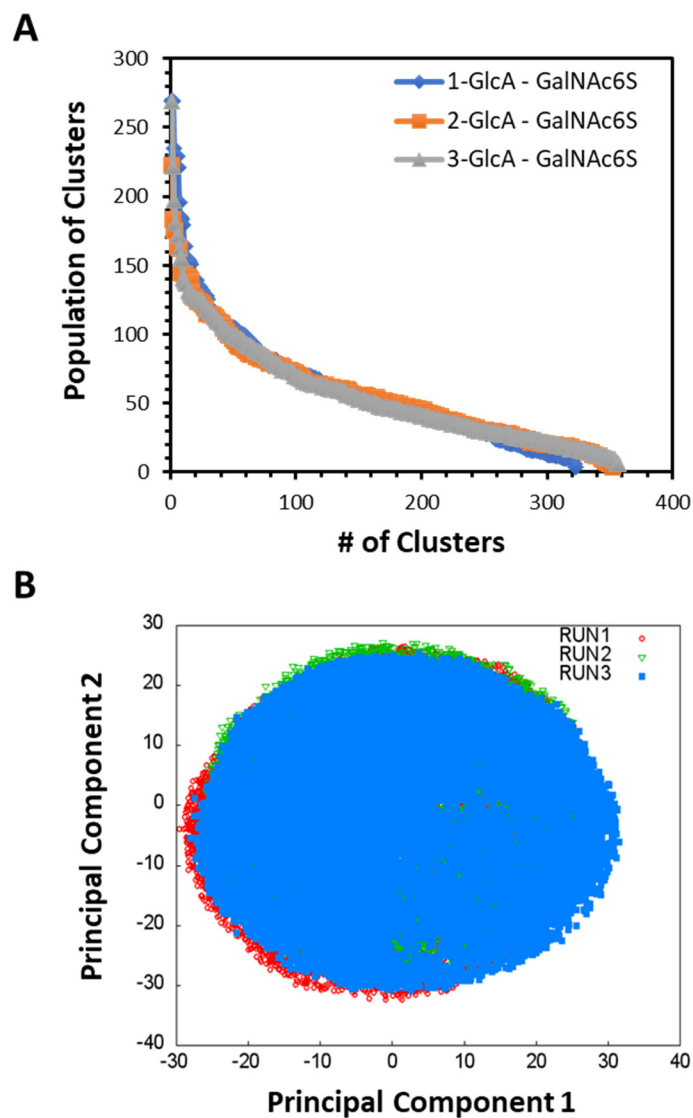 A
300
250
200
150
100
50
0
Population of Clusters
1-GlcA - GalNAc6S
2-GlcA - GalNAc6S
3-GlcA - GalNAc6S
0 100 200 300 400
# of Clusters
B
30
20
10
0
-10
-20
-30
-40
Principal Component 2
RUN1
RUN2
RUN3
-30 -20 -10 0 10 20 30 40
Principal Component 1